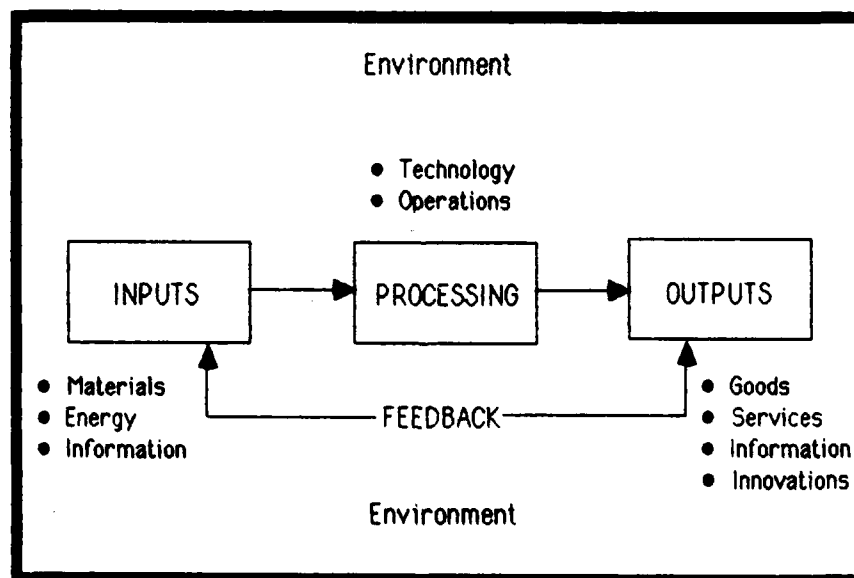 Environment
• Technology
• Operations
INPUTS
PROCESSING
OUTPUTS
• Materials
• Energy
• Information
FEEDBACK
• Goods
• Services
• Information
• Innovations
Environment